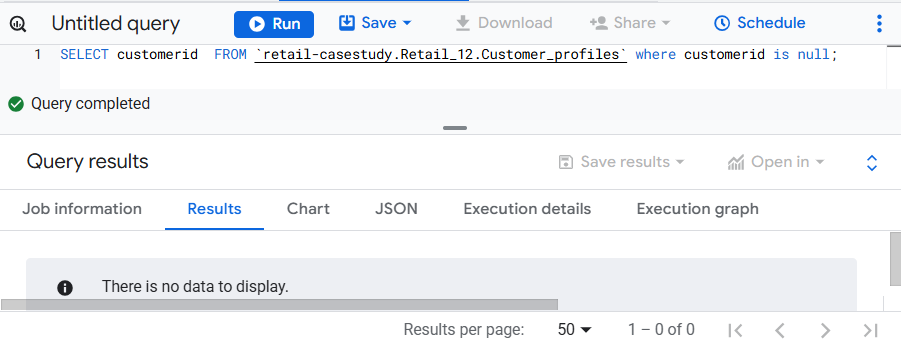 Untitled query Run Save Download Share Schedule
1 SELECT customerid  FROM `retail-casestudy.Retail_12.Customer_profiles` where customerid is null;
Query completed
Query results Save results Open in
Job information Results Chart JSON Execution details Execution graph
There is no data to display.
Results per page: 50 1 – 0 of 0